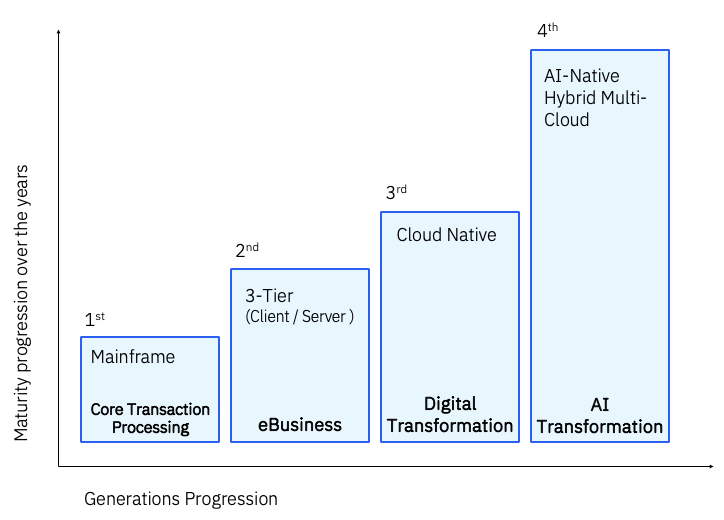 4th
AI-Native
Hybrid Multi-
Cloud
3rd
Cloud Native
2nd
3-Tier
(Client / Server )
1st
Mainframe
Core Transaction
Processing
eBusiness
Digital
Transformation
AI
Transformation
Maturity progression over the years
Generations Progression